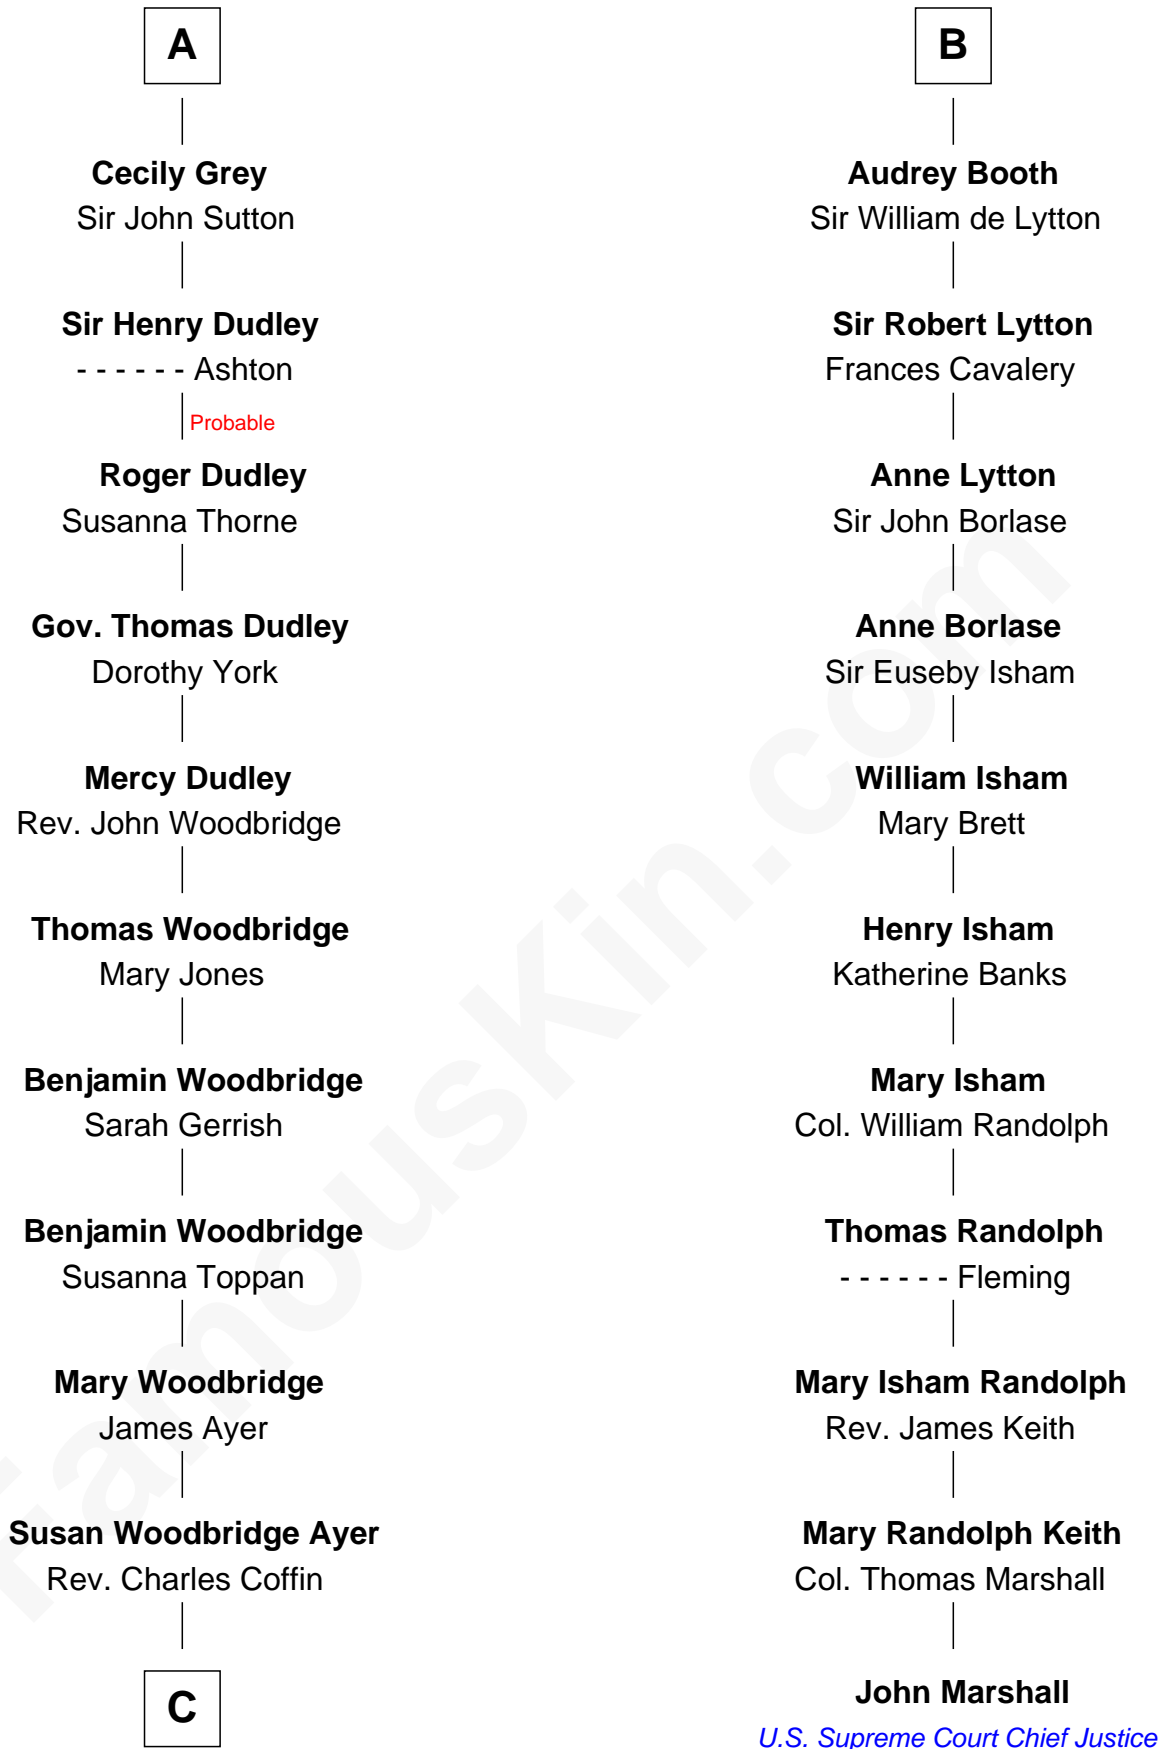 A
Cecily Grey
Sir John Sutton
Sir Henry Dudley
- - - - - - Ashton
Probable
Roger Dudley
Susanna Thorne
Gov. Thomas Dudley
Dorothy York
Mercy Dudley
Rev. John Woodbridge
Thomas Woodbridge
Mary Jones
Benjamin Woodbridge
Sarah Gerrish
Benjamin Woodbridge
Susanna Toppan
Mary Woodbridge
James Ayer
Susan Woodbridge Ayer
Rev. Charles Coffin
C
B
Audrey Booth
Sir William de Lytton
Sir Robert Lytton
Frances Cavalery
Anne Lytton
Sir John Borlase
Anne Borlase
Sir Euseby Isham
William Isham
Mary Brett
Henry Isham
Katherine Banks
Mary Isham
Col. William Randolph
Thomas Randolph
- - - - - - Fleming
Mary Isham Randolph
Rev. James Keith
Mary Randolph Keith
Col. Thomas Marshall
John Marshall
U.S. Supreme Court Chief Justice
FamousKin.com